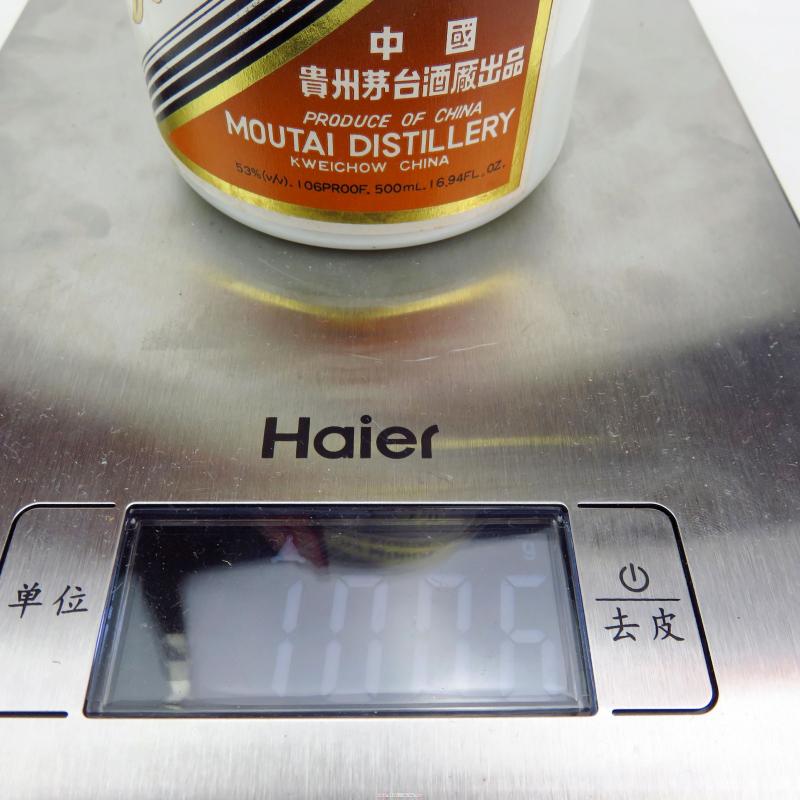 中國
貴州茅台酒厰出品
PRODUCE OF CHINA
MOUTAI DISTILLERY
KWEICHOW CHINA
53%(v/v). 106PROOF. 500mL. 16.94FL. OZ.
Haier
g
单位
1006
去皮